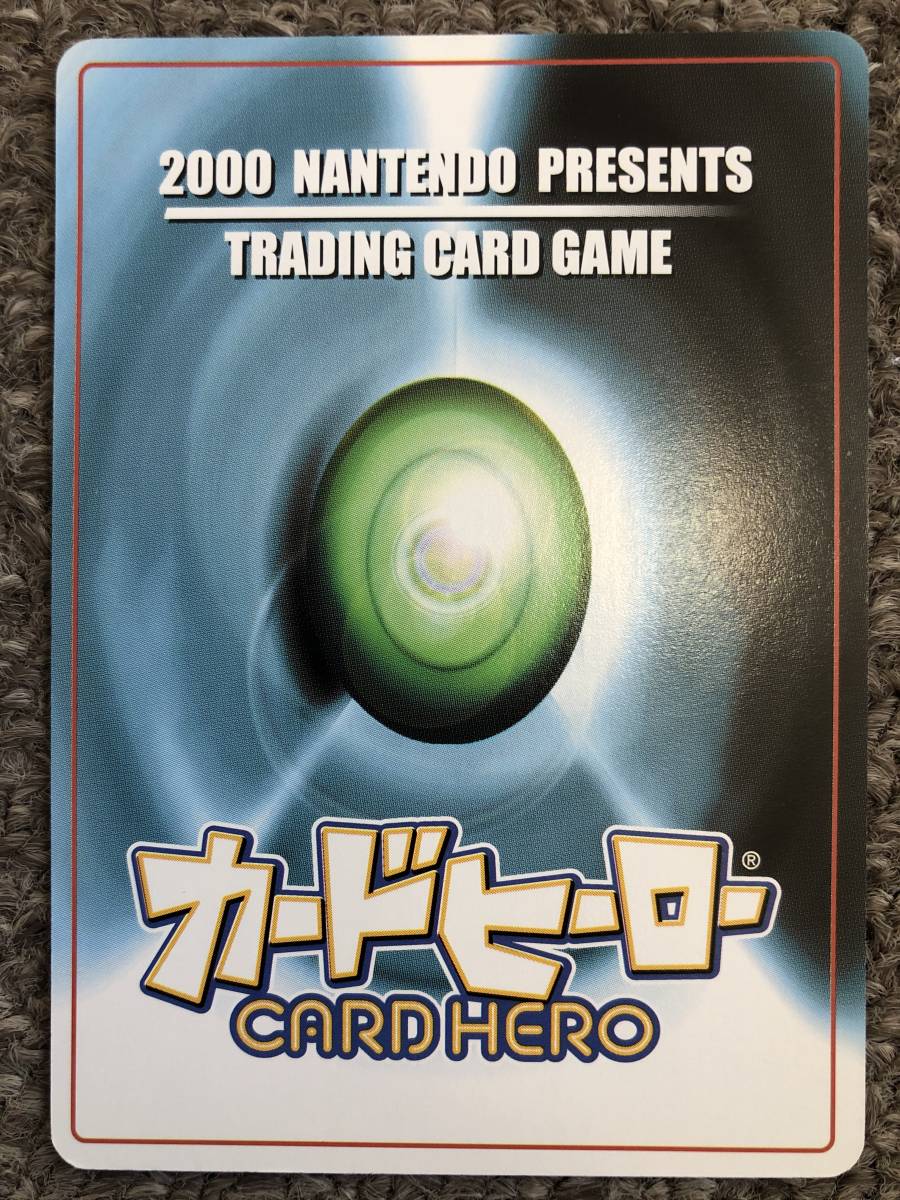 2000 NANTENDO PRESENTS
TRADING CARD GAME
カードヒーロー®
CARD HERO